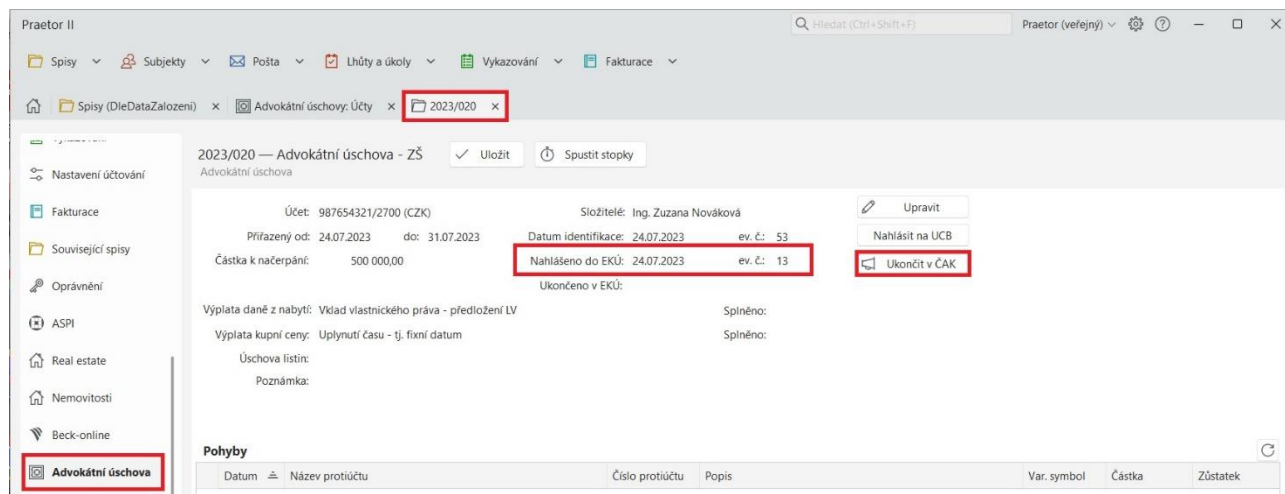 Praetor II Hledat (Ctrl+Shift+F) Praetor (veřejný)
Spisy Subjekty Pošta Lhůty a úkoly Vykazování Fakturace
Spisy (DleDataZalozeni) Advokátní úschovy: Účty 2023/020
Nastavení účtování
Fakturace
Související spisy
Oprávnění
ASPI
Real estate
Nemovitosti
Beck-online
Advokátní úschova
2023/020 — Advokátní úschova - ZŠ Uložit Spustit stopky
Advokátní úschova
Účet: 987654321/2700 (CZK) Složitelé: Ing. Zuzana Nováková Upravit
Přiřazený od: 24.07.2023 do: 31.07.2023 Datum identifikace: 24.07.2023 ev. č.: 53 Nahlásit na UCB
Částka k načerpání: 500 000,00 Nahlášeno do EKÚ: 24.07.2023 ev. č.: 13 Ukončit v ČAK
Ukončeno v EKÚ:
Výplata daně z nabytí: Vklad vlastnického práva - předložení LV Splněno:
Výplata kupní ceny: Uplynutí času - tj. fixní datum Splněno:
Úschova listin:
Poznámka:
Pohyby
Datum Název protiúčtu Číslo protiúčtu Popis Var. symbol Částka Zůstatek